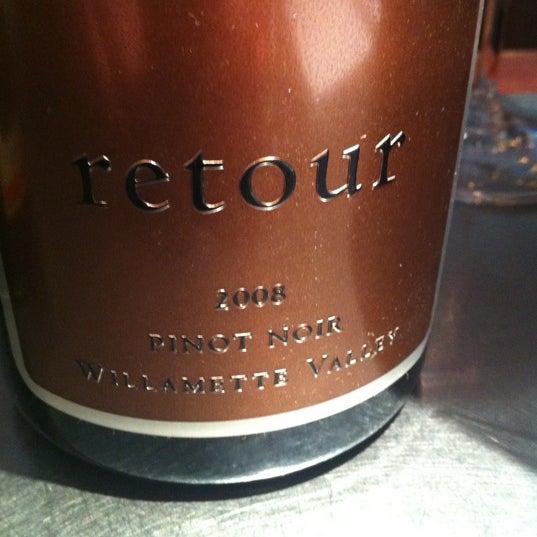 retour
2008
PINOT NOIR
WILLAMETTE VALLEY